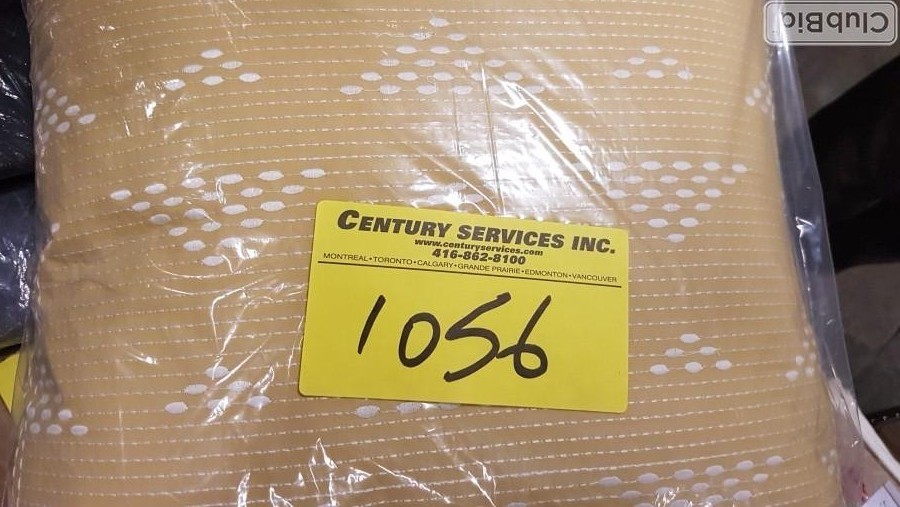 ClubBid
CENTURY SERVICES INC.
www.centuryservices.com
416-862-8100
MONTREAL•TORONTO•CALGARY•GRANDE PRAIRIE•EDMONTON•VANCOUVER
1056